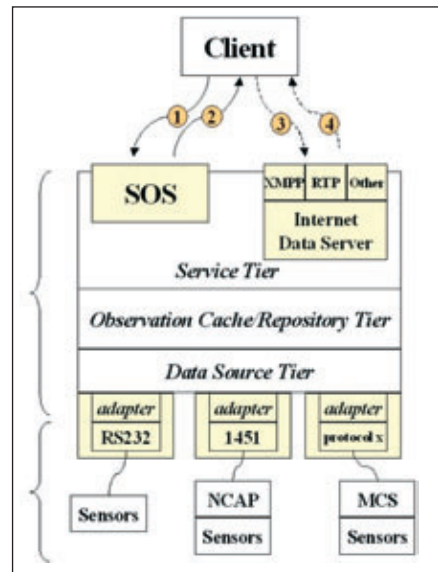 Client
1 2 3 4
SOS
XMPP RTP Other
Internet
Data Server
Service Tier
Observation Cache/Repository Tier
Data Source Tier
adapter adapter adapter
RS232 1451 protocol x
Sensors
NCAP MCS
Sensors Sensors